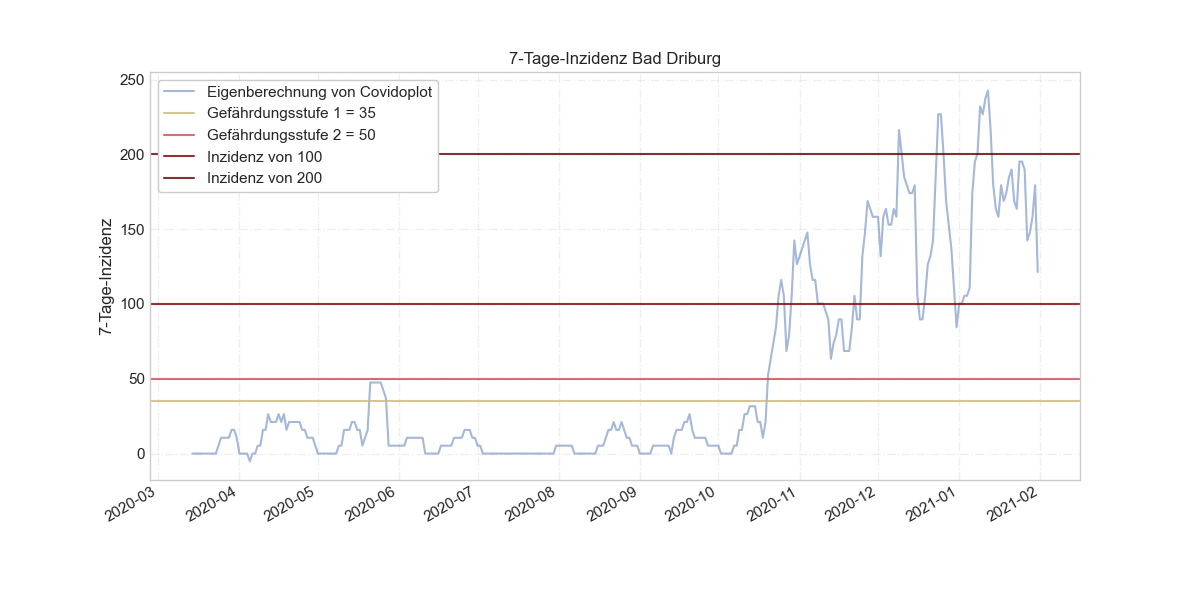 7-Tage-Inzidenz Bad Driburg
Eigenberechnung von Covidoplot
Gefährdungsstufe 1 = 35
Gefährdungsstufe 2 = 50
Inzidenz von 100
Inzidenz von 200
7-Tage-Inzidenz
250
200
150
100
50
0
2020-03
2020-04
2020-05
2020-06
2020-07
2020-08
2020-09
2020-10
2020-11
2020-12
2021-01
2021-02